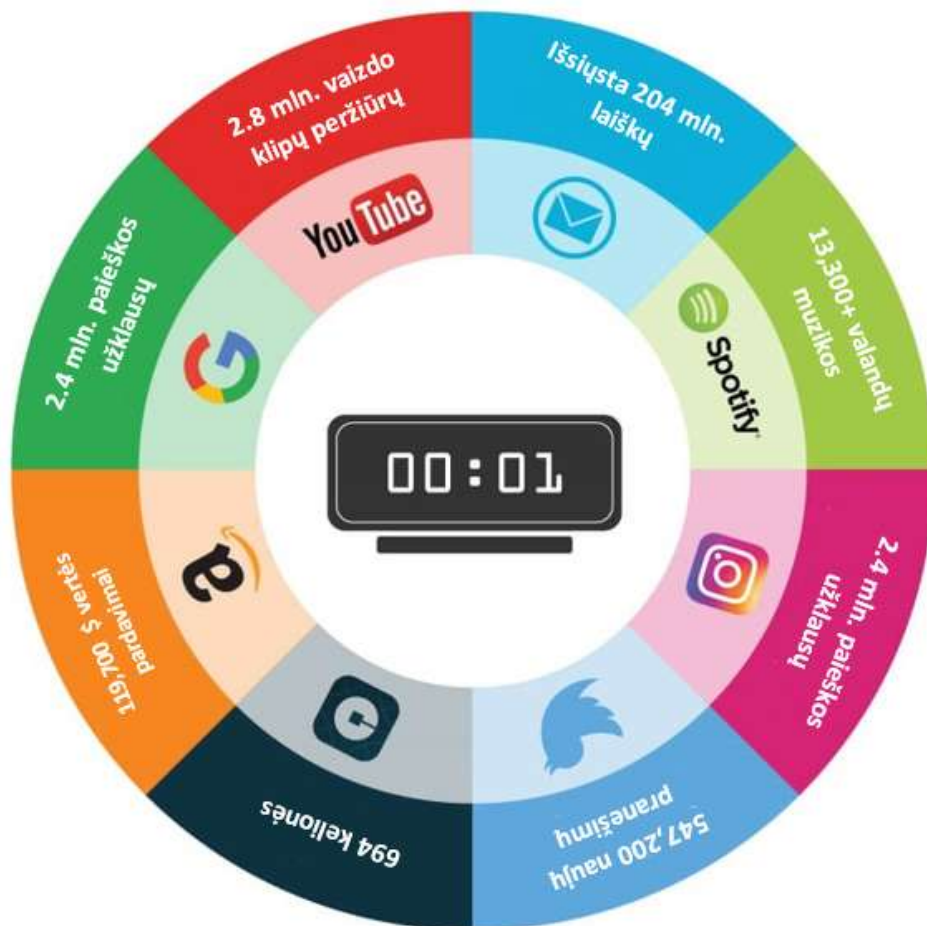 Išsiųsta 204 mln.
laiškų
13,300+ valandų
muzikos
Spotify
2.4 mln. paieškos
užklausų
547,200 naujų
pranešimų
694 kelionės
119,700 $ vertės
pardavimai
a
2.4 mln. paieškos
užklausų
G
2.8 mln. vaizdo
klipų peržiūrų
YouTube
00:01